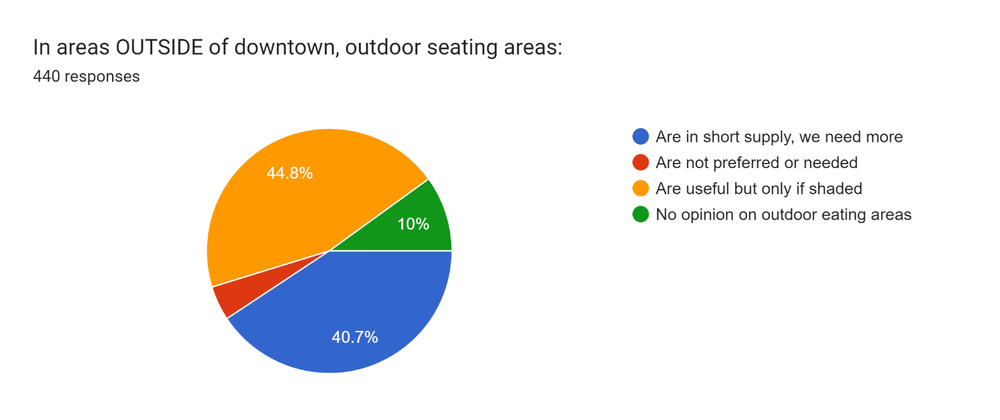 In areas OUTSIDE of downtown, outdoor seating areas:
440 responses
44.8%
10%
40.7%
Are in short supply, we need more
Are not preferred or needed
Are useful but only if shaded
No opinion on outdoor eating areas